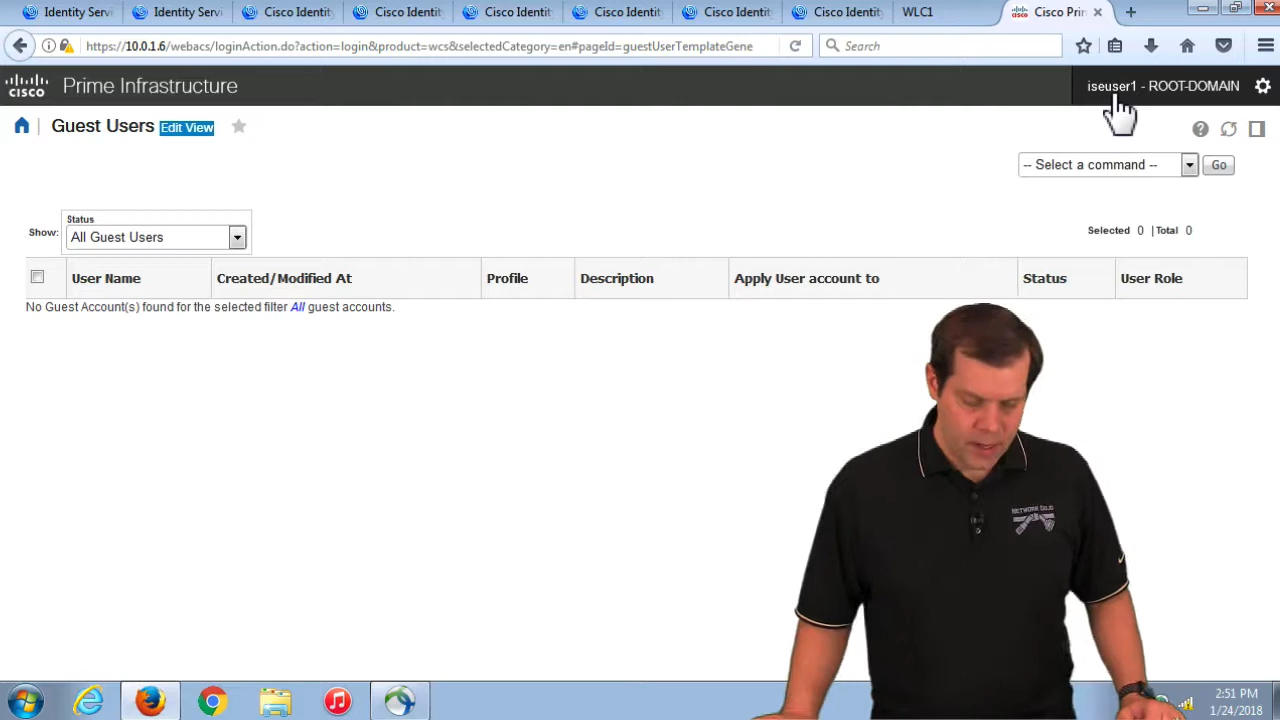 Identity Servi
Identity Servi
Cisco Identit
Cisco Identit
Cisco Identit
Cisco Identit
Cisco Identit
Cisco Identit
WLC1
Cisco Prin
https://10.0.1.6/webacs/loginAction.do?action=login&product=wcs&selectedCategory=en#pageId=guestUserTemplateGene
Search
cisco
Prime Infrastructure
iseuser1 - ROOT-DOMAIN
Guest Users Edit View
-- Select a command --
Go
Status
Show:
All Guest Users
Selected 0 | Total 0
User Name
Created/Modified At
Profile
Description
Apply User account to
Status
User Role
No Guest Account(s) found for the selected filter All guest accounts.
NETWORK DOJO
2:51 PM
1/24/2018